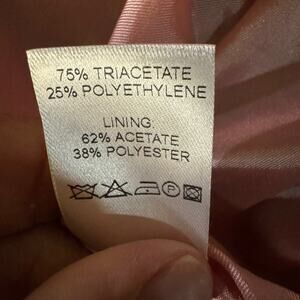 75% TRIACETATE
25% POLYETHYLENE
LINING:
62% ACETATE
38% POLYESTER
P